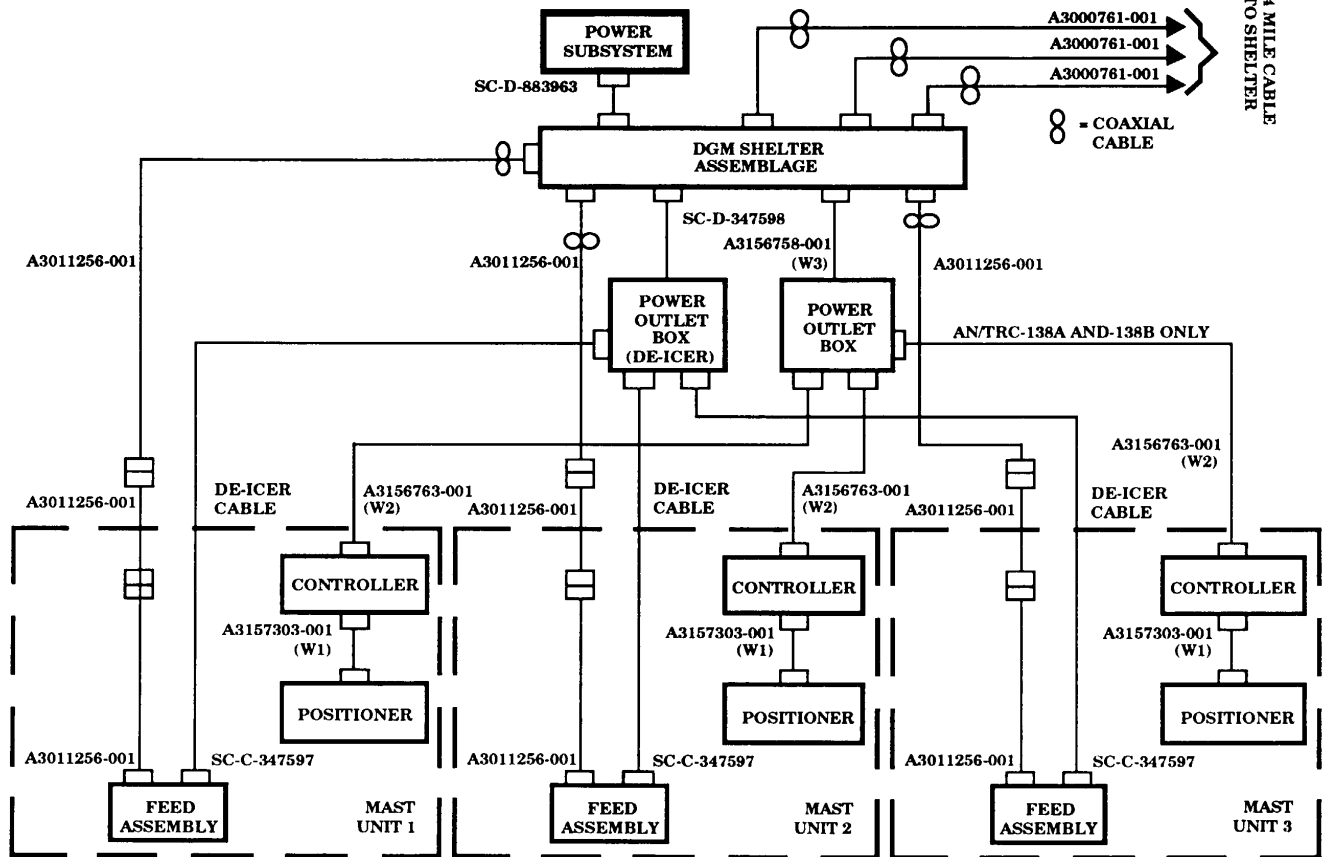 POWER
SUBSYSTEM
A3000761-001
A3000761-001
A3000761-001
4 MILE CABLE
TO SHELTER
SC-D-883963
= COAXIAL
CABLE
DGM SHELTER
ASSEMBLAGE
A3011256-001
A3011256-001
SC-D-347598
A3156758-001
(W3)
A3011256-001
POWER
OUTLET
BOX
(DE-ICER)
POWER
OUTLET
BOX
AN/TRC-138A AND-138B ONLY
A3156763-001
(W2)
A3011256-001
DE-ICER
CABLE
A3156763-001
(W2)
A3011256-001
DE-ICER
CABLE
A3156763-001
(W2)
A3011256-001
DE-ICER
CABLE
CONTROLLER
CONTROLLER
CONTROLLER
A3157303-001
(W1)
A3157303-001
(W1)
A3157303-001
(W1)
POSITIONER
POSITIONER
POSITIONER
A3011256-001
SC-C-347597
A3011256-001
SC-C-347597
A3011256-001
SC-C-347597
FEED
ASSEMBLY
MAST
UNIT 1
FEED
ASSEMBLY
MAST
UNIT 2
FEED
ASSEMBLY
MAST
UNIT 3